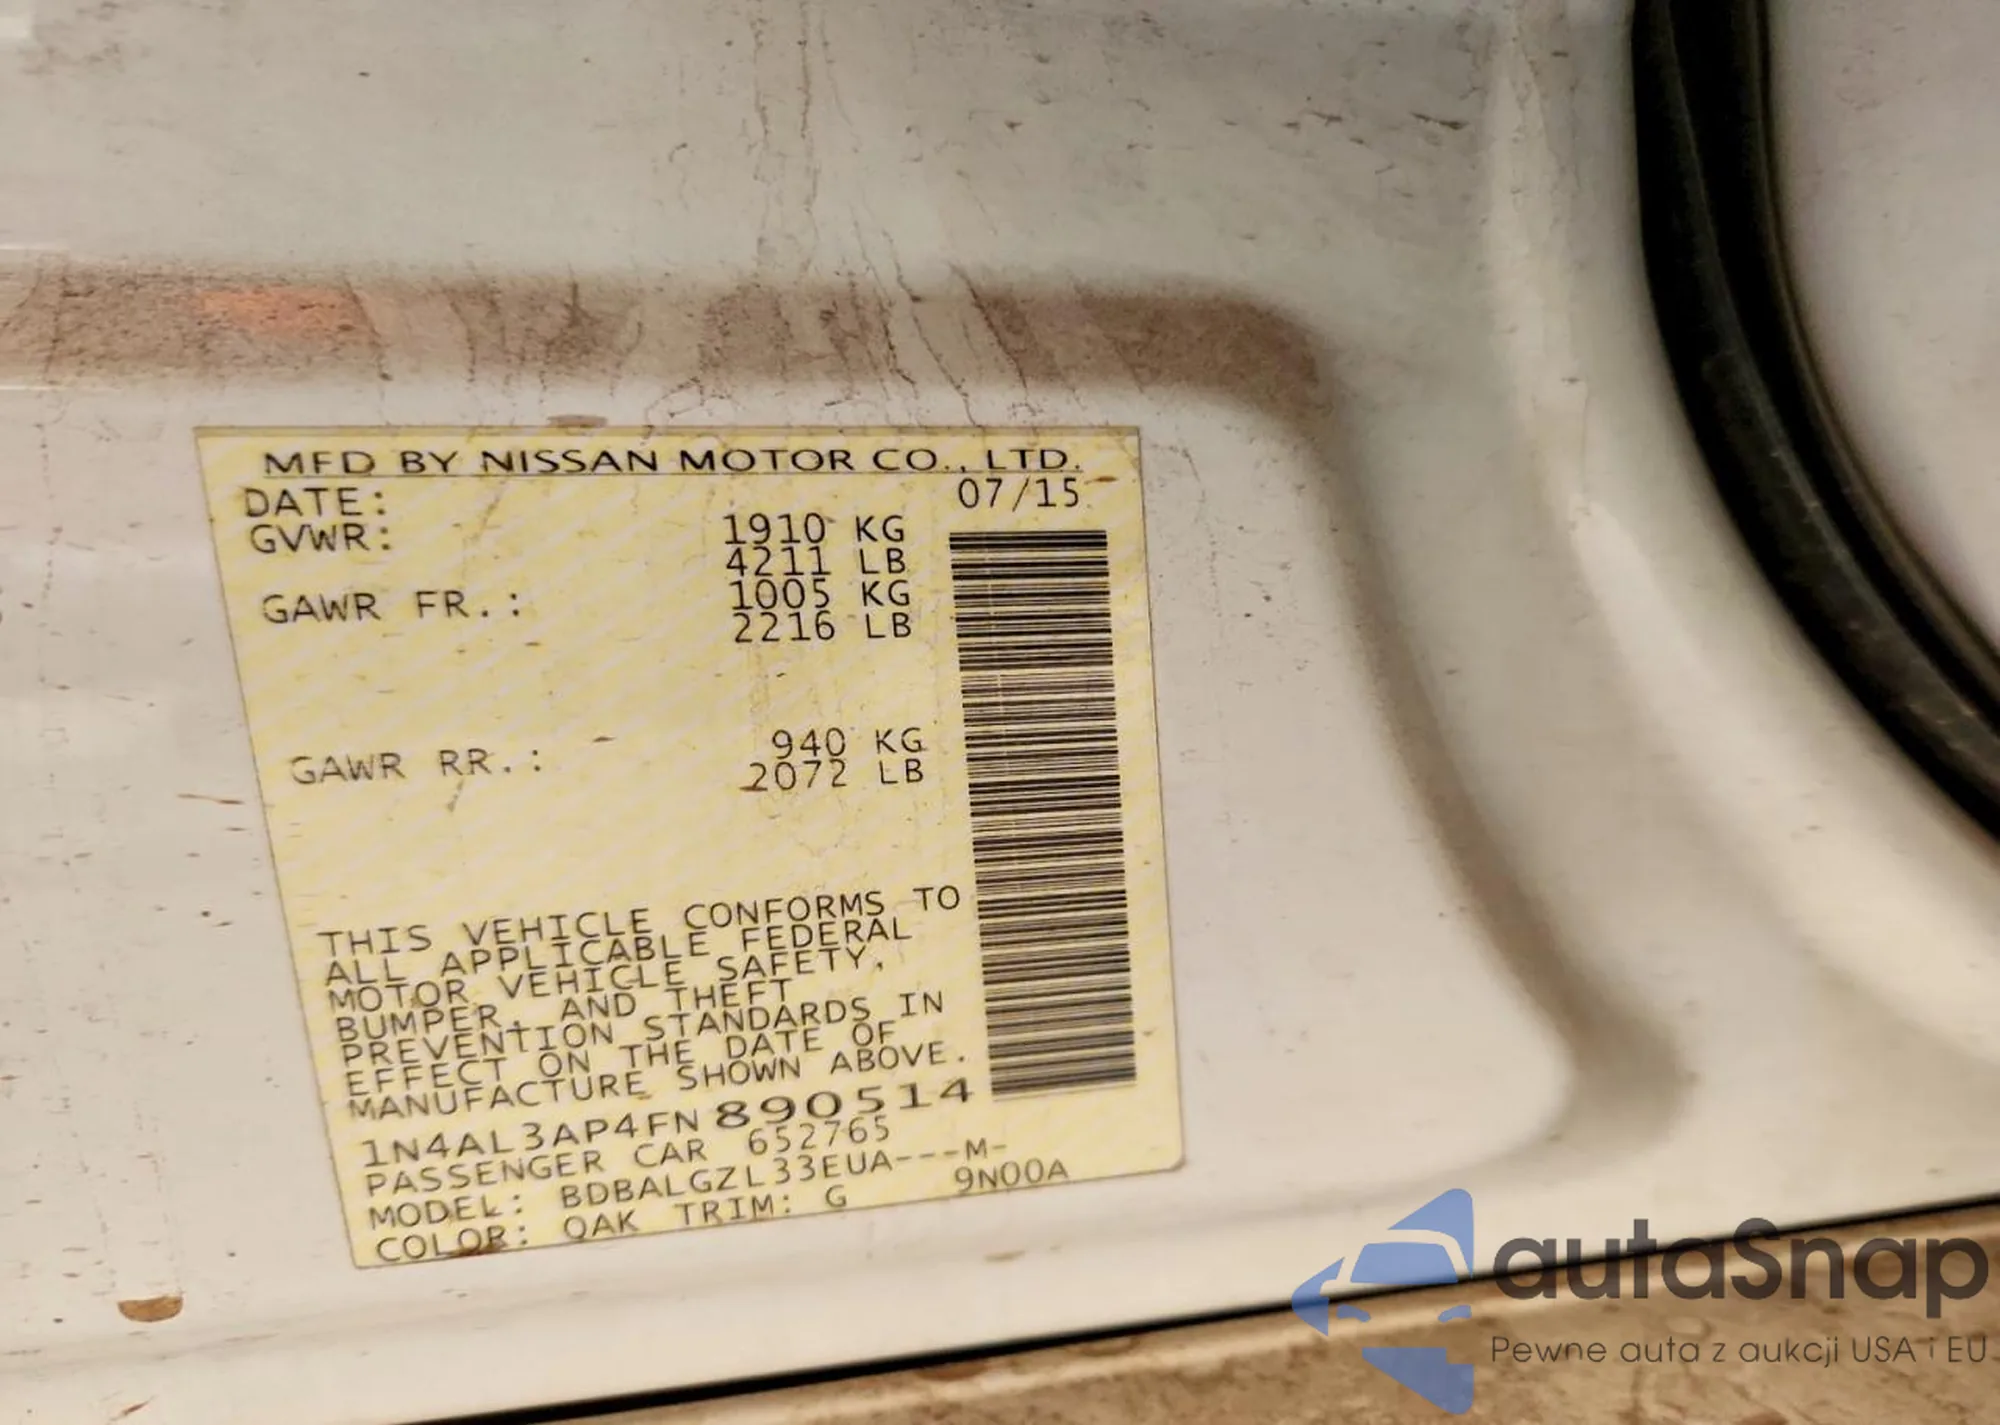 MFD BY NISSAN MOTOR CO., LTD.
DATE: 07/15
GVWR: 1910 KG
4211 LB
GAWR FR.: 1005 KG
2216 LB
GAWR RR.: 940 KG
2072 LB
THIS VEHICLE CONFORMS TO
ALL APPLICABLE FEDERAL
MOTOR VEHICLE SAFETY,
BUMPER, AND THEFT
PREVENTION STANDARDS IN
EFFECT ON THE DATE OF
MANUFACTURE SHOWN ABOVE.
1N4AL3AP4FN890514
PASSENGER CAR 652765
MODEL: BDBALGZL33EUA---M-
COLOR: QAK TRIM: G 9N00A
autaSnap
Pewne auta z aukcji USA i EU